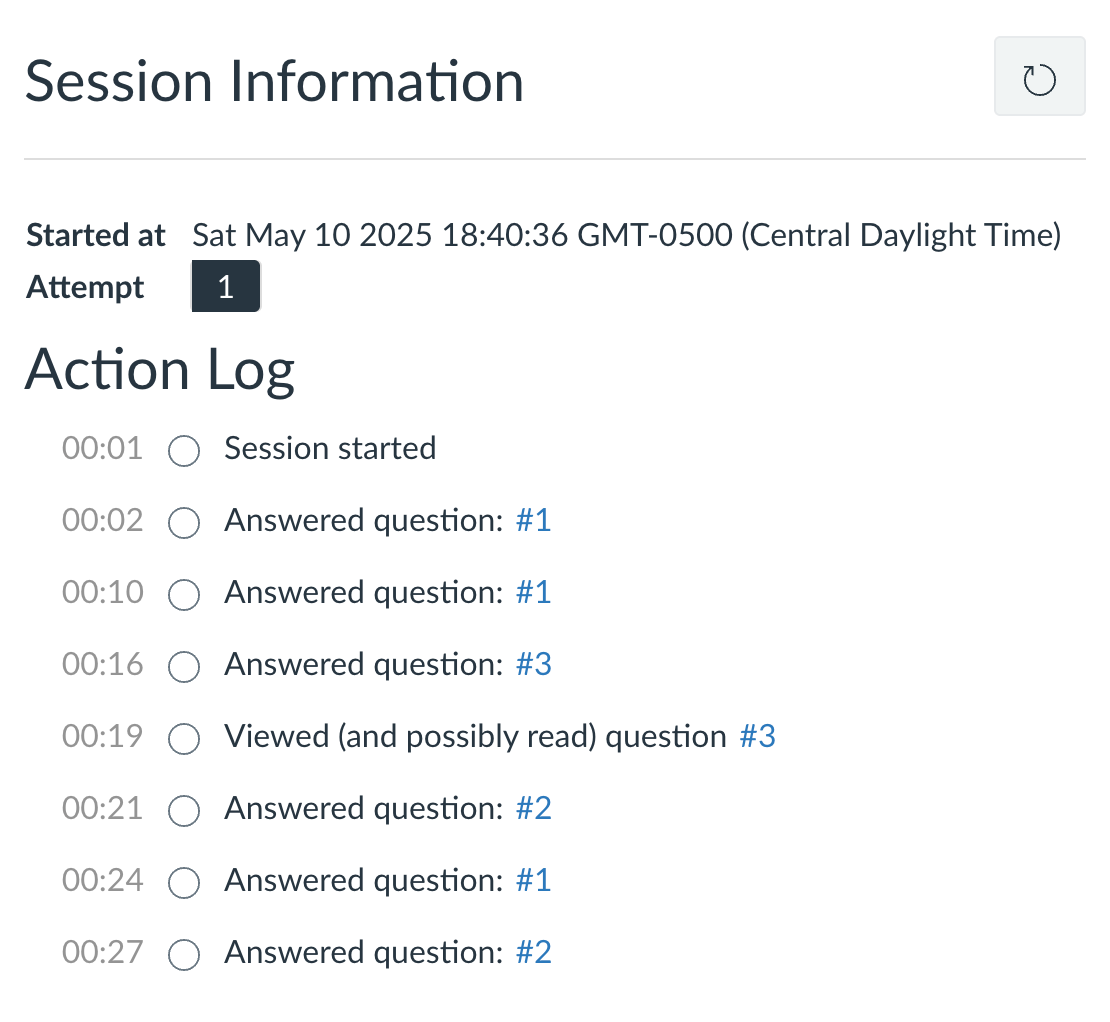 Session Information
Started at Sat May 10 2025 18:40:36 GMT-0500 (Central Daylight Time)
Attempt 1
Action Log
00:01 Session started
00:02 Answered question: #1
00:10 Answered question: #1
00:16 Answered question: #3
00:19 Viewed (and possibly read) question #3
00:21 Answered question: #2
00:24 Answered question: #1
00:27 Answered question: #2